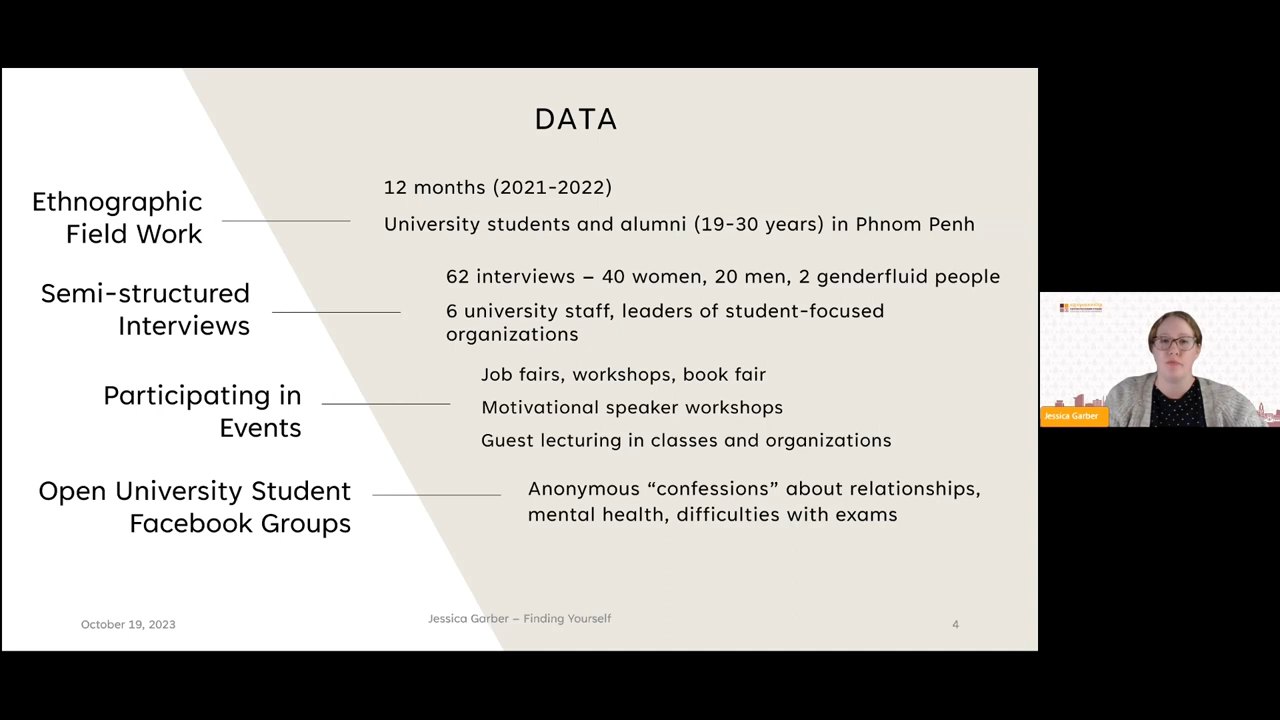 DATA
Ethnographic
Field Work
12 months (2021-2022)
University students and alumni (19-30 years) in Phnom Penh
Semi-structured
Interviews
62 interviews – 40 women, 20 men, 2 genderfluid people
6 university staff, leaders of student-focused
organizations
Participating in
Events
Job fairs, workshops, book fair
Motivational speaker workshops
Guest lecturing in classes and organizations
Open University Student
Facebook Groups
Anonymous “confessions” about relationships,
mental health, difficulties with exams
October 19, 2023
Jessica Garber – Finding Yourself
4
Jessica Garber